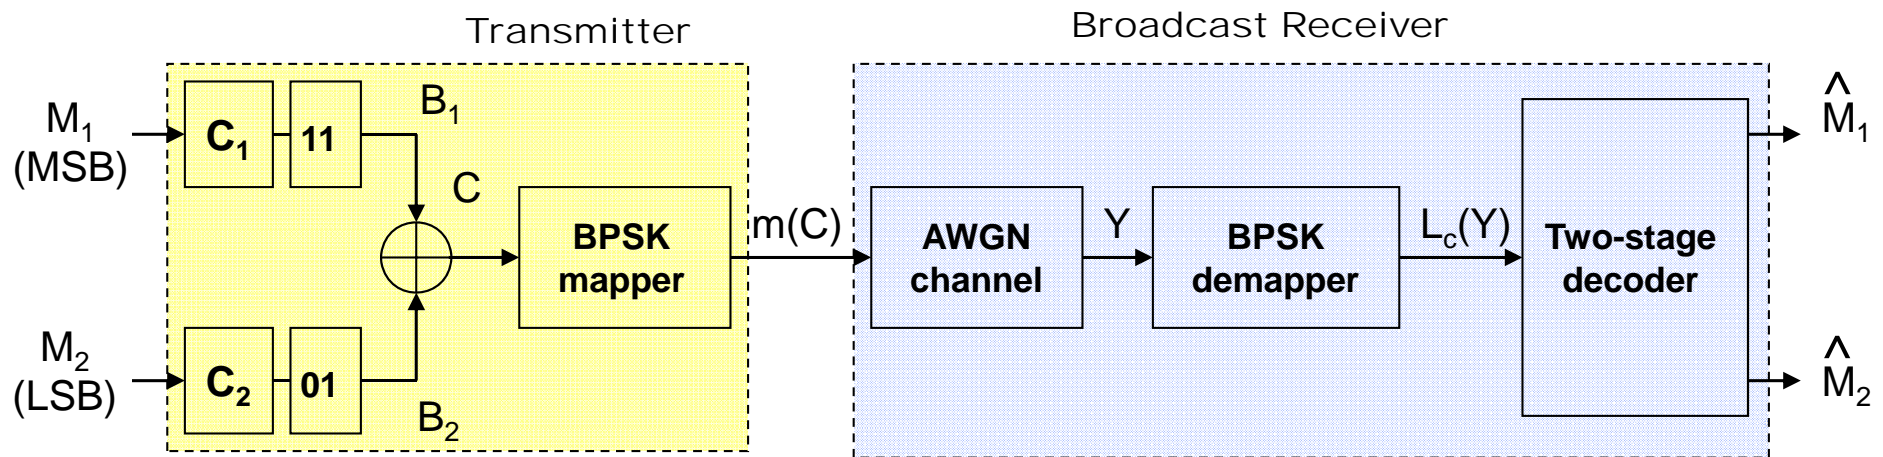 Transmitter
Broadcast Receiver
M1
(MSB)
C1
11
B1
C
BPSK
mapper
m(C)
AWGN
channel
Y
BPSK
demapper
Lc(Y)
Two-stage
decoder
^
M1
M2
(LSB)
C2
01
B2
^
M2